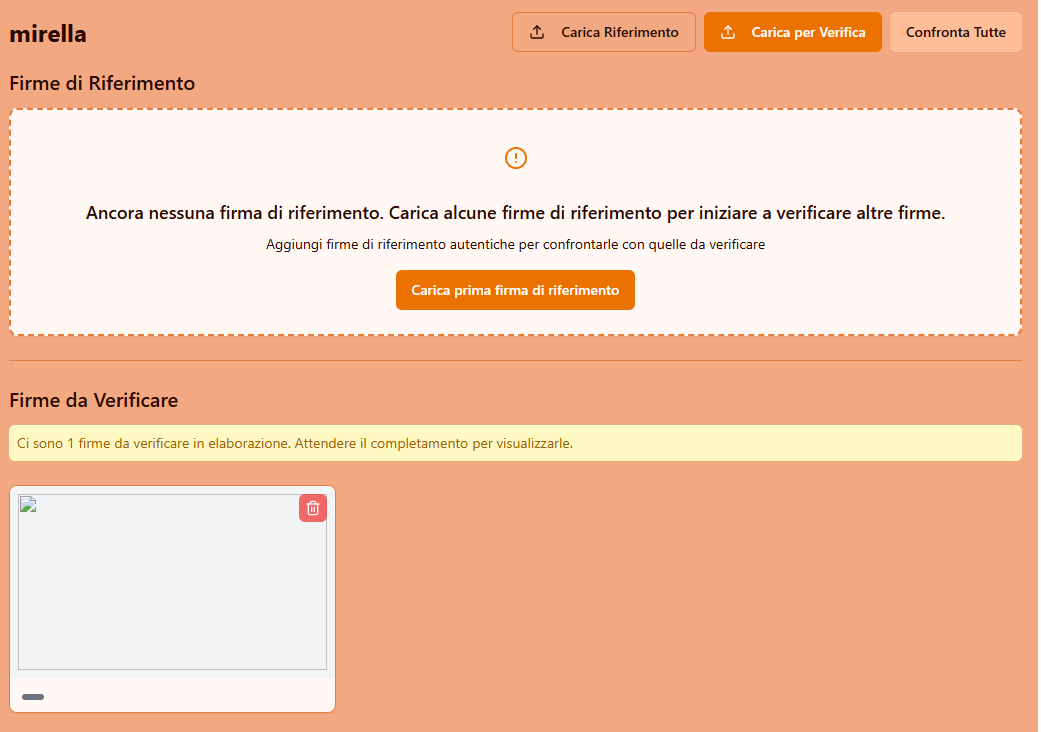 mirella
Carica Riferimento
Carica per Verifica
Confronta Tutte
Firme di Riferimento
Ancora nessuna firma di riferimento. Carica alcune firme di riferimento per iniziare a verificare altre firme.
Aggiungi firme di riferimento autentiche per confrontarle con quelle da verificare
Carica prima firma di riferimento
Firme da Verificare
Ci sono 1 firme da verificare in elaborazione. Attendere il completamento per visualizzarle.